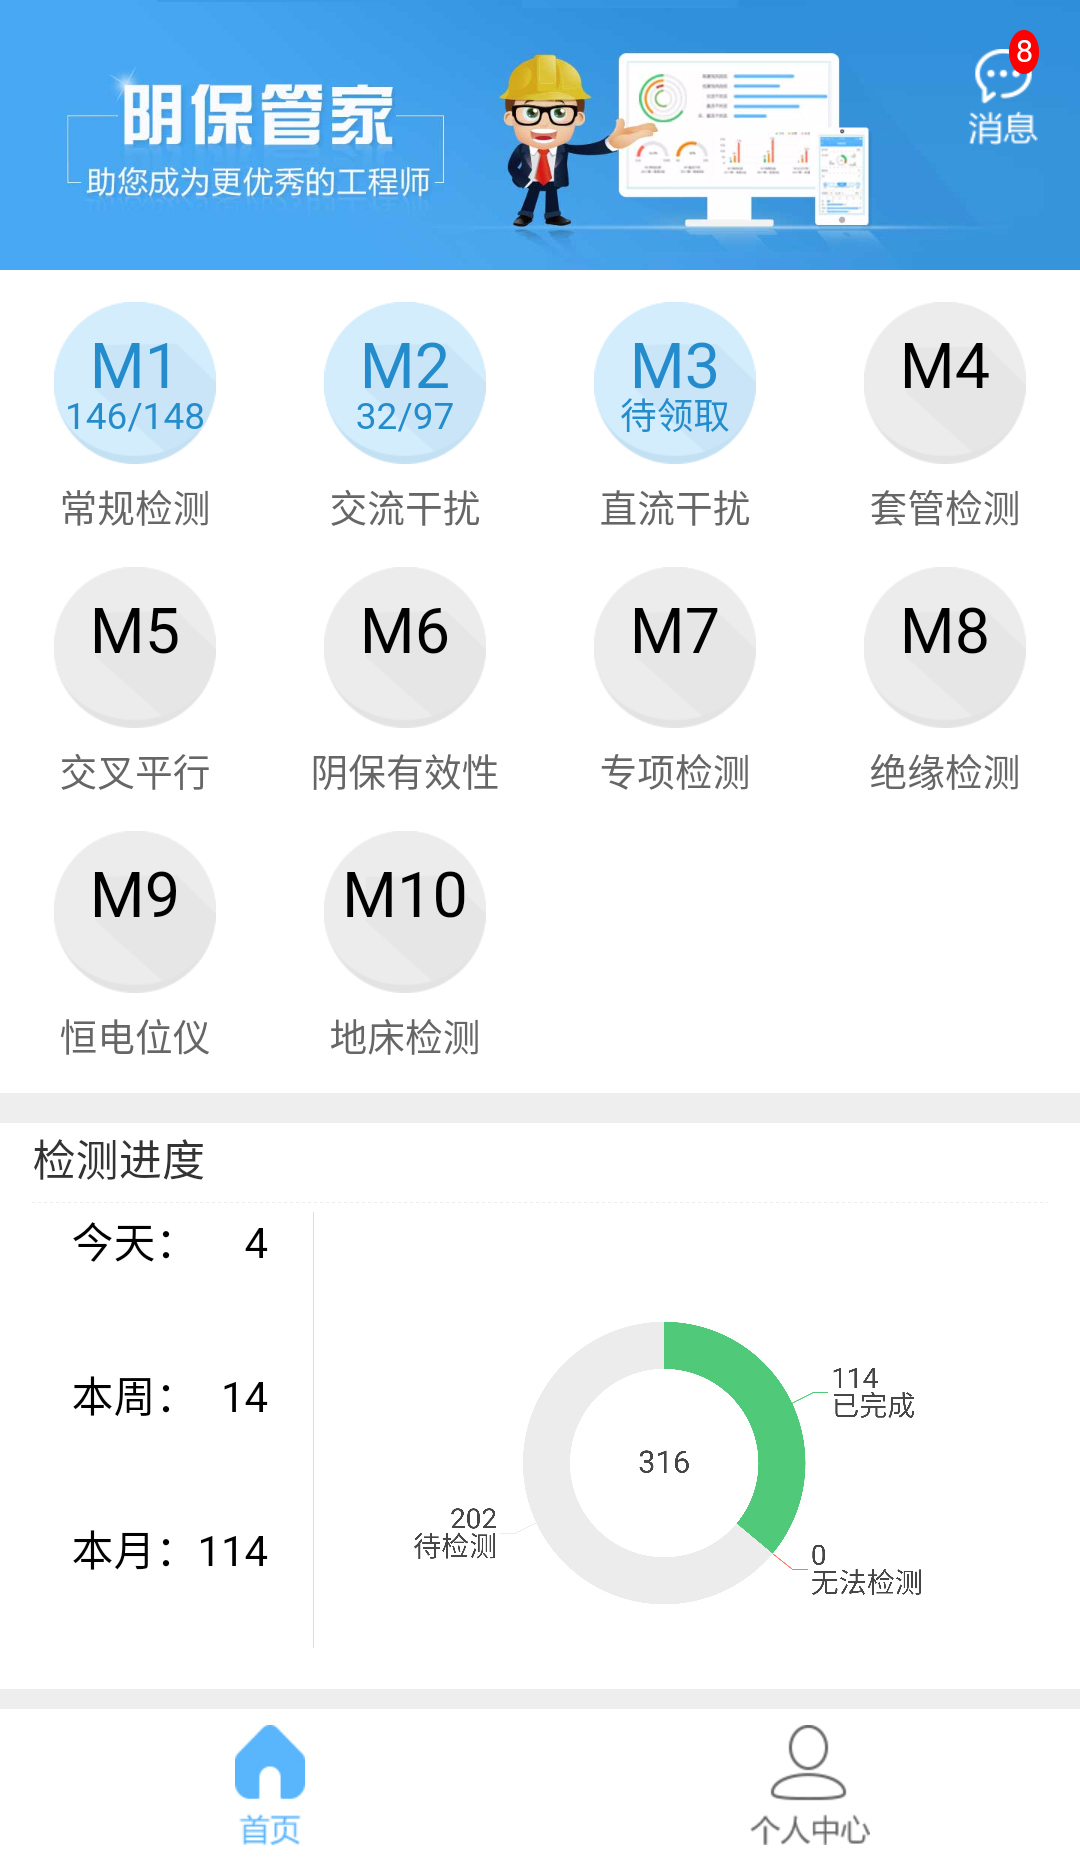 阴保管家
助您成为更优秀的工程师
8
消息
M1
146/148
常规检测
M2
32/97
交流干扰
M3
待领取
直流干扰
M4
套管检测
M5
交叉平行
M6
阴保有效性
M7
专项检测
M8
绝缘检测
M9
恒电位仪
M10
地床检测
检测进度
今天： 4
本周： 14
本月：114
114
已完成
316
202
待检测
0
无法检测
首页
个人中心